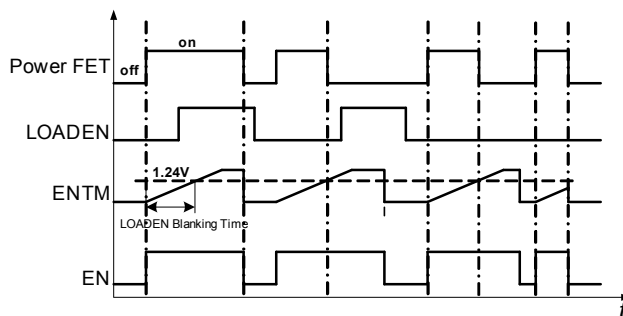 on
Power FET
off
LOADEN
1.24V
ENTM
LOADEN Blanking Time
EN
t